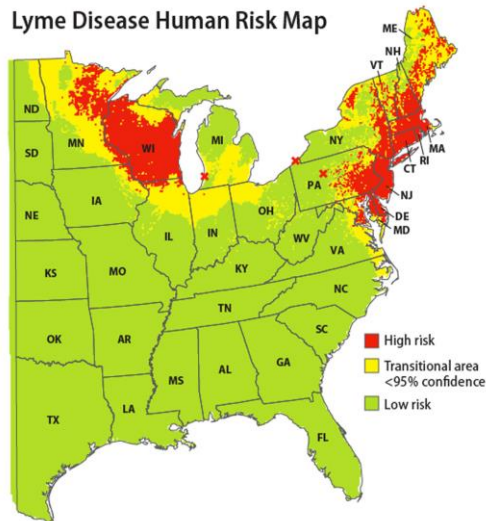 Lyme Disease Human Risk Map
ME
NH
VT
ND
MN
WI
MI
NY
MA
SD
RI
CT
PA
NJ
IA
NE
OH
DE
MD
IL
IN
WV
VA
KS
MO
KY
NC
TN
OK
AR
SC
MS
AL
GA
TX
LA
FL
High risk
Transitional area
<95% confidence
Low risk